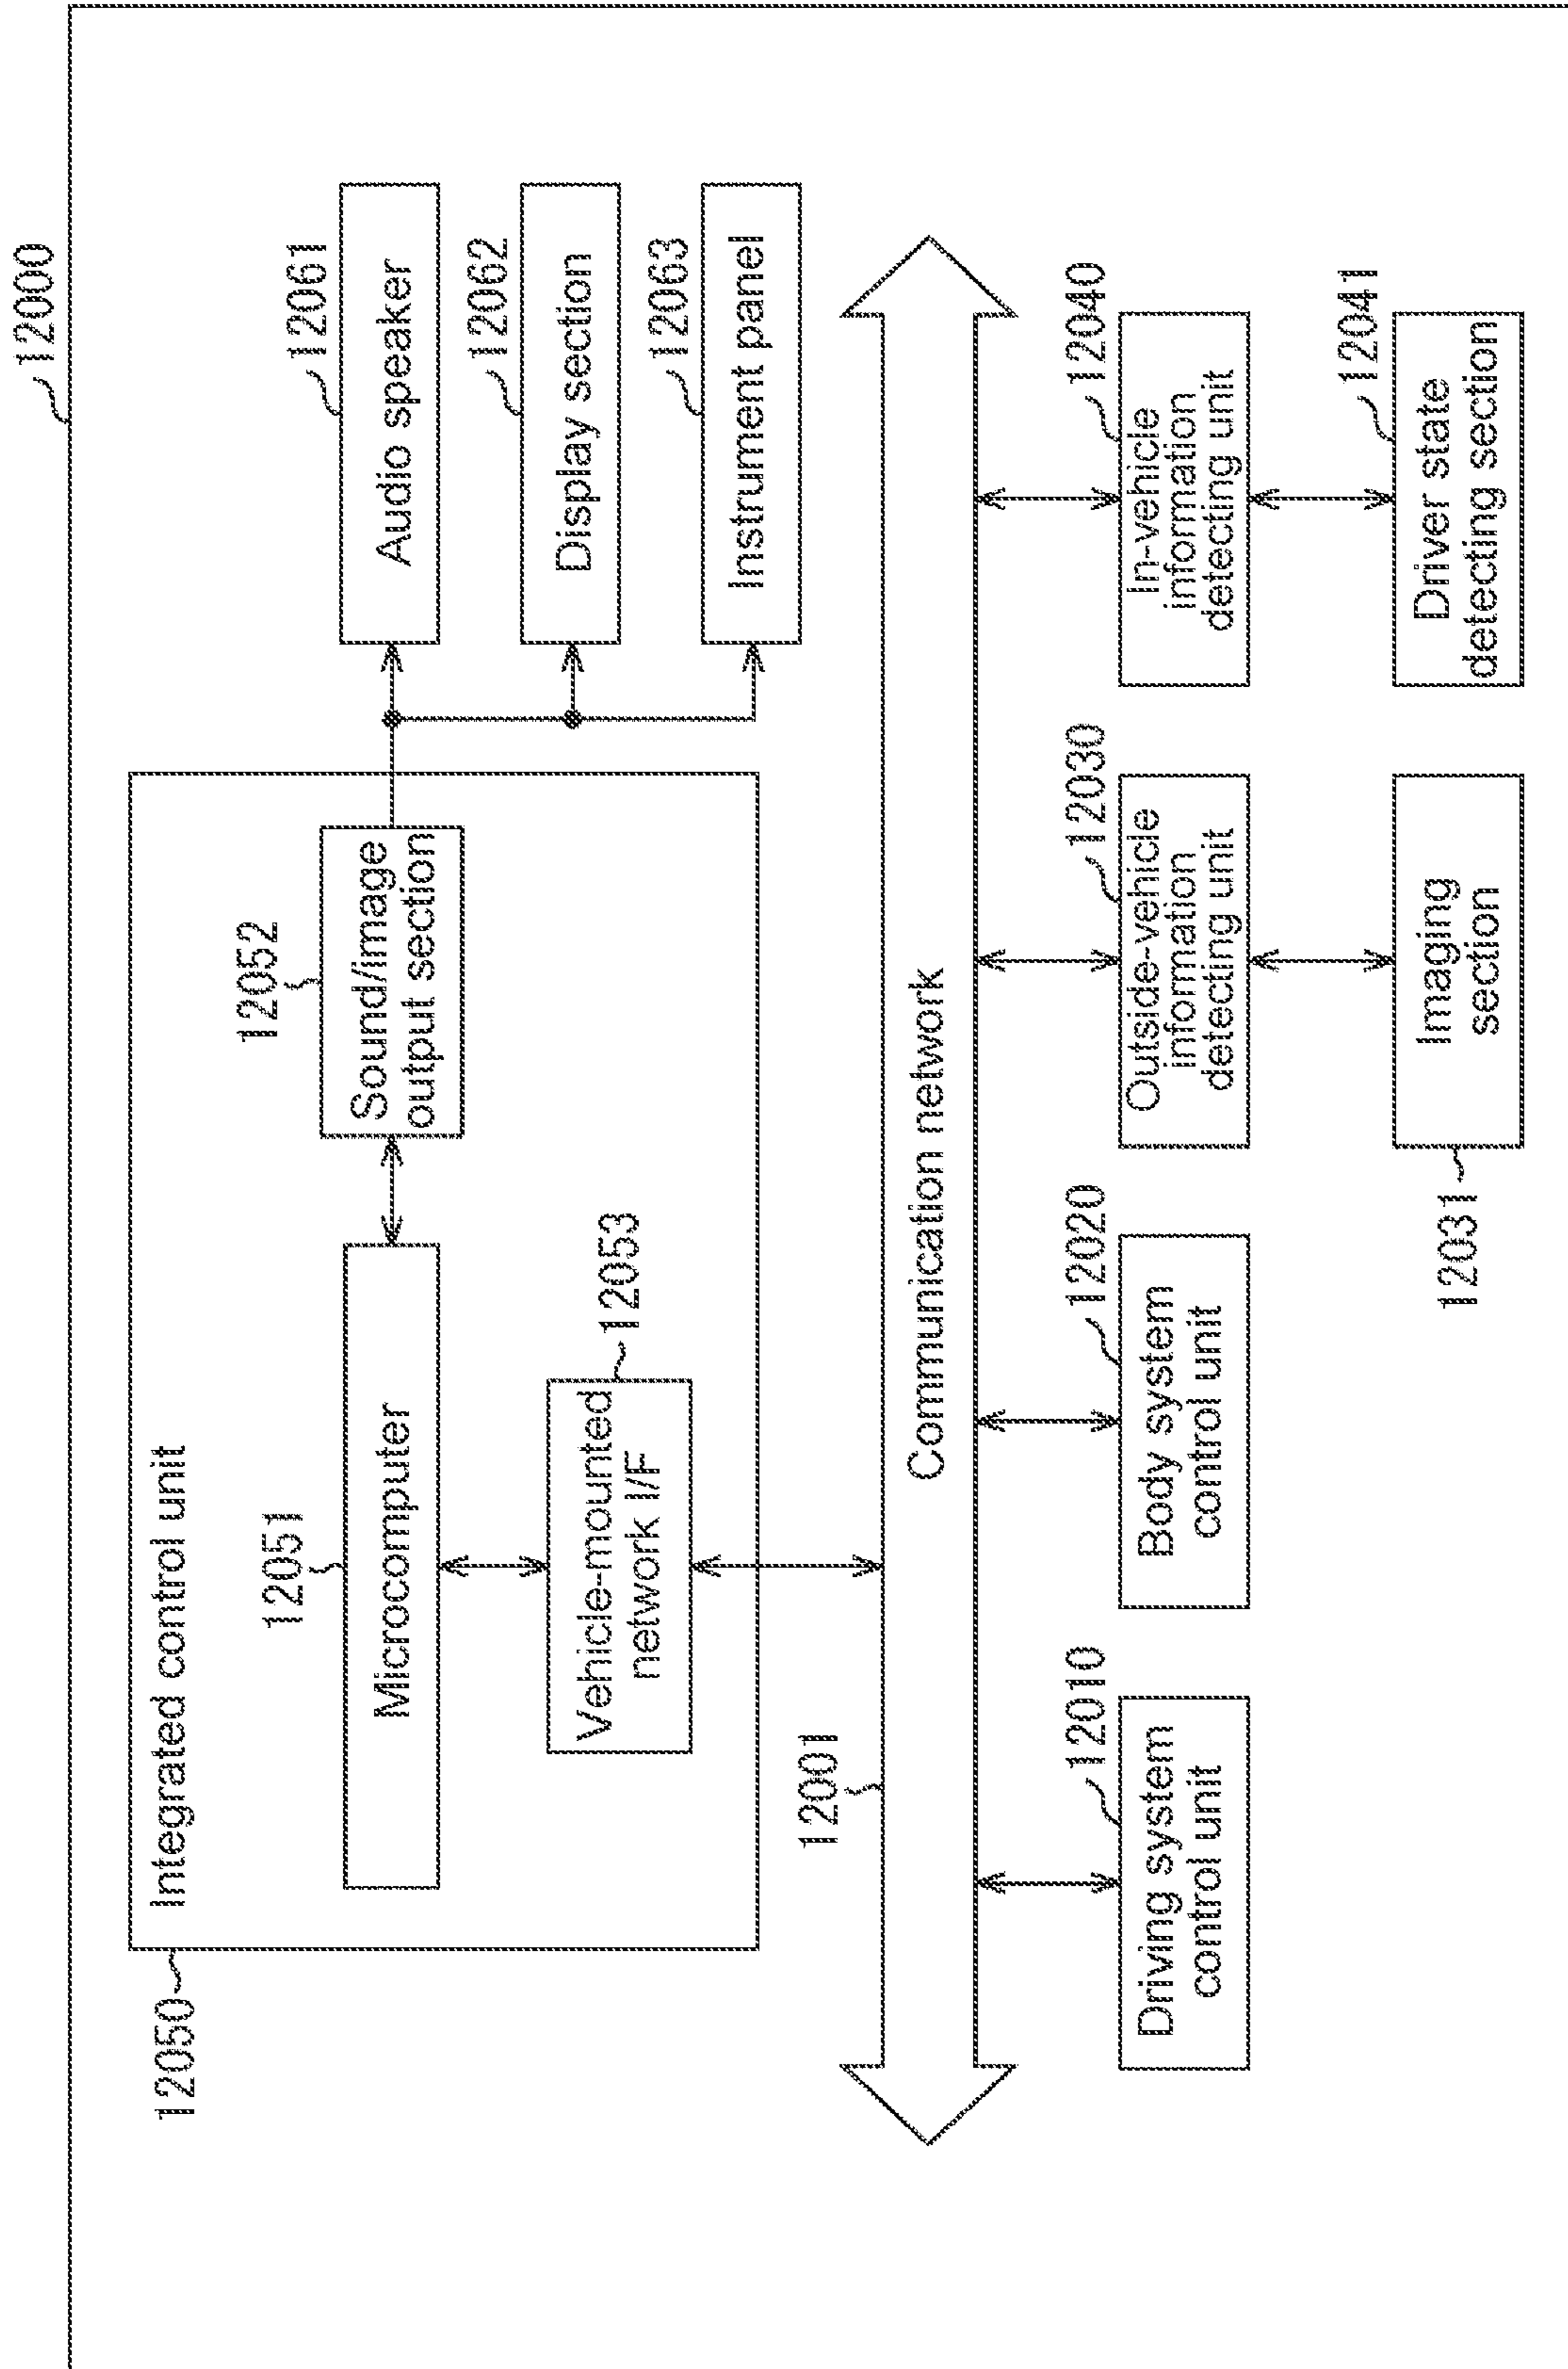 12000
12050
Integrated control unit
12051
Microcomputer
12052
Sound/image
output section
12053
Vehicle-mounted
network I/F
12061
Audio speaker
12062
Display section
12063
Instrument panel
12001
Communication network
12010
Driving system
control unit
12020
Body system
control unit
12030
Outside-vehicle
information
detecting unit
12040
In-vehicle
information
detecting unit
12031
Imaging
section
12041
Driver state
detecting section